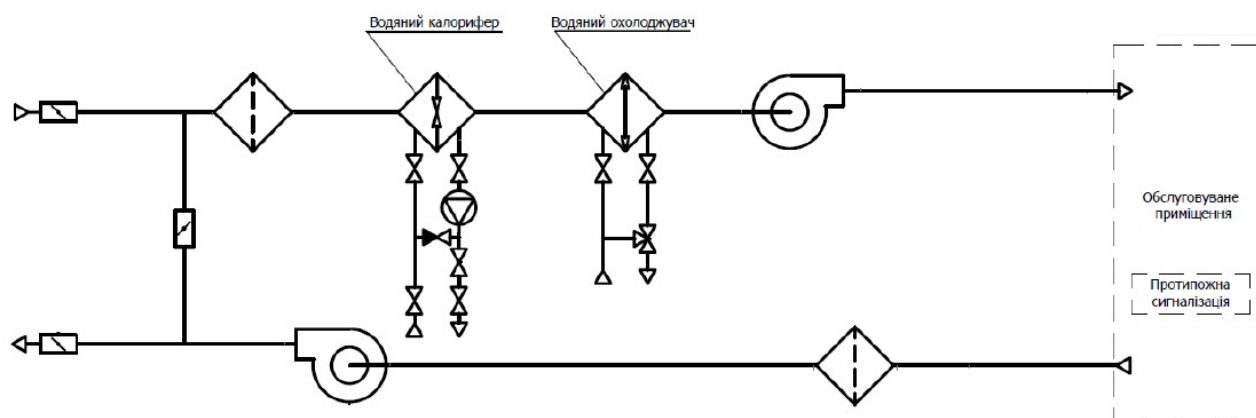 Водяний калорифер
Водяний охолоджувач
Обслуговуване
приміщення
Протипожна
сигналізація